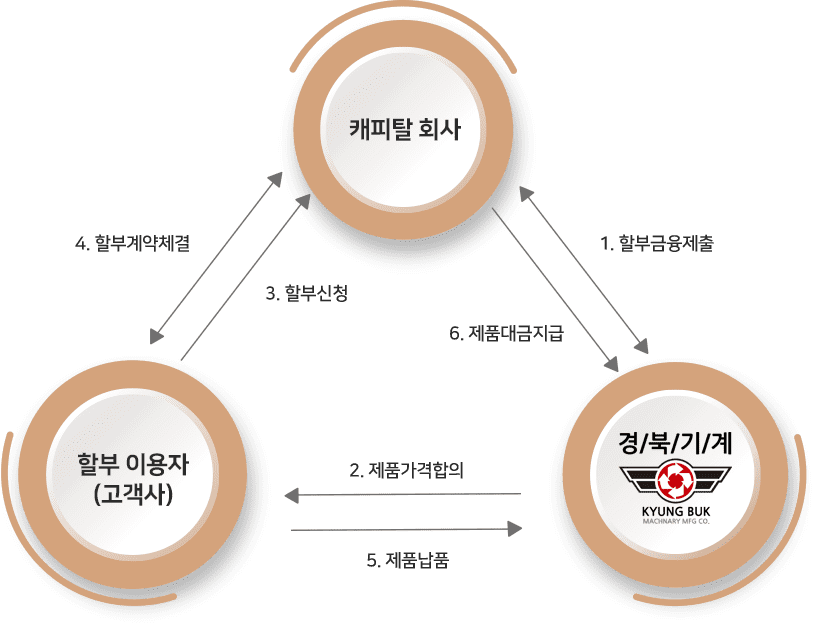 캐피탈 회사
4. 할부계약체결
1. 할부금융제출
3. 할부신청
6. 제품대금지급
할부 이용자
(고객사)
2. 제품가격합의
5. 제품납품
경/북/기/계
KYUNG BUK
MACHNARY MFG CO.